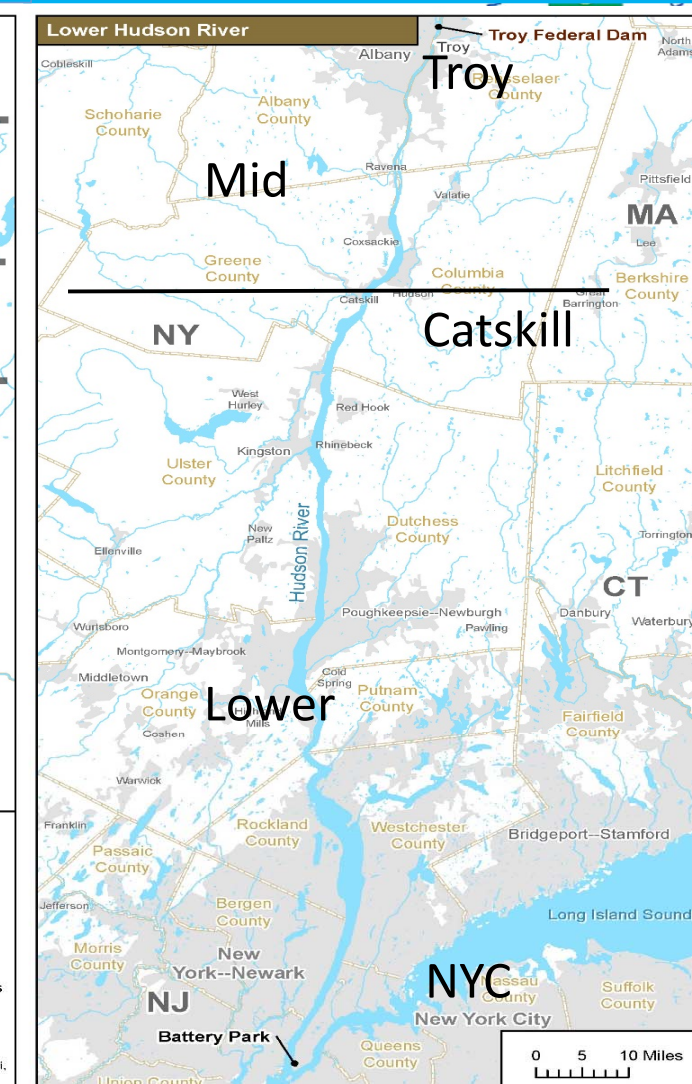 Lower Hudson River
Troy Federal Dam
Troy
Albany
North
Adams
Cobleskill
Troy
Rensselaer
County
Schoharie
County
Albany
County
Mid
Ravena
Valatie
Pittsfield
MA
Lee
Coxsackie
Greene
County
Columbia
County
Berkshire
County
Catskill
Hudson
Great
Barrington
NY
Catskill
West
Hurley
Red Hook
Kingston
Rhinebeck
Ulster
County
Litchfield
County
Hudson River
New
Paltz
Dutchess
County
Torrington
Ellenville
CT
Poughkeepsie--Newburgh
Pawling
Danbury
Waterbury
Wurtsboro
Montgomery--Maybrook
Middletown
Cold
Spring
Orange
County
Lower
Mills
Putnam
County
Goshen
Fairfield
County
Warwick
Franklin
Rockland
County
Westchester
County
Bridgeport--Stamford
Passaic
County
Jefferson
Bergen
County
Long Island Sound
Morris
County
New
York--Newark
NYC
Nassau
County
Suffolk
County
NJ
New York City
Battery Park
Queens
County
Union County
0 5 10 Miles